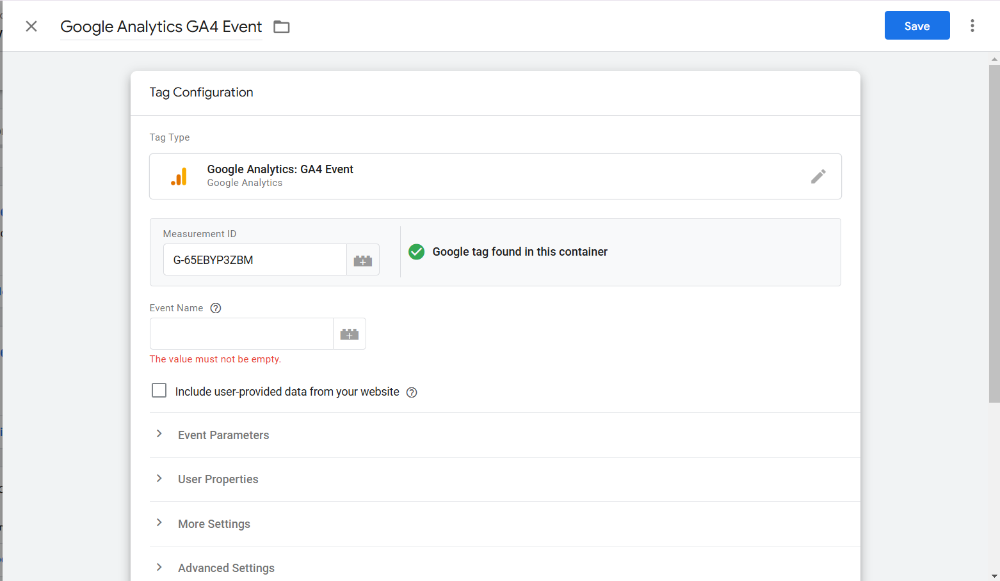 Google Analytics GA4 Event
Save
Tag Configuration
Tag Type
Google Analytics: GA4 Event
Google Analytics
Measurement ID
G-65EBYP3ZBM
Google tag found in this container
Event Name
The value must not be empty.
Include user-provided data from your website
Event Parameters
User Properties
More Settings
Advanced Settings